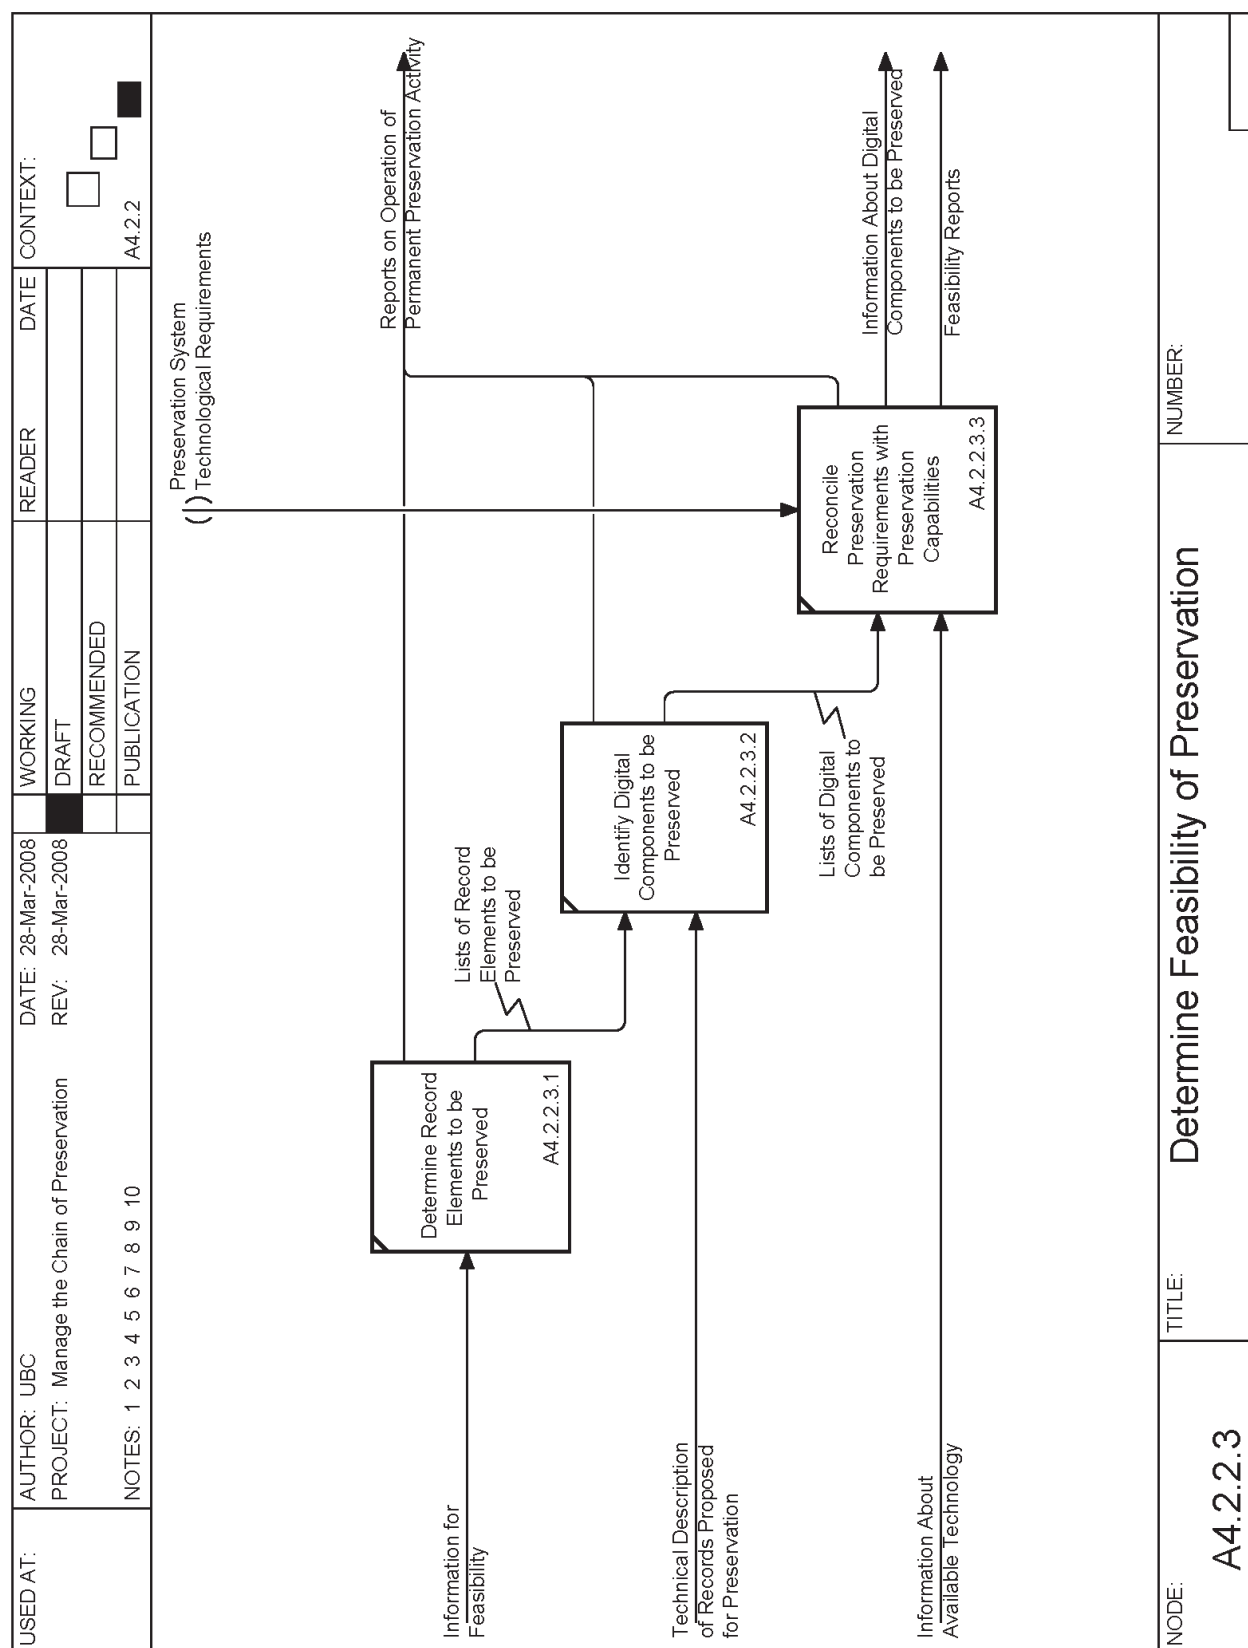 USED AT:
AUTHOR: UBC
PROJECT: Manage the Chain of Preservation
NOTES: 1 2 3 4 5 6 7 8 9 10
DATE: 28-Mar-2008
REV: 28-Mar-2008
WORKING
DRAFT
RECOMMENDED
PUBLICATION
READER
DATE
CONTEXT:
A4.2.2
Preservation System
Technological Requirements
Reports on Operation of
Permanent Preservation Activity
Information for
Feasibility
Determine Record
Elements to be
Preserved
A4.2.2.3.1
Lists of Record
Elements to be
Preserved
Technical Description
of Records Proposed
for Preservation
Identify Digital
Components to be
Preserved
A4.2.2.3.2
Lists of Digital
Components to
be Preserved
Information About
Available Technology
Reconcile
Preservation
Requirements with
Preservation
Capabilities
A4.2.2.3.3
Information About Digital
Components to be Preserved
Feasibility Reports
NODE:
A4.2.2.3
TITLE:
Determine Feasibility of Preservation
NUMBER: